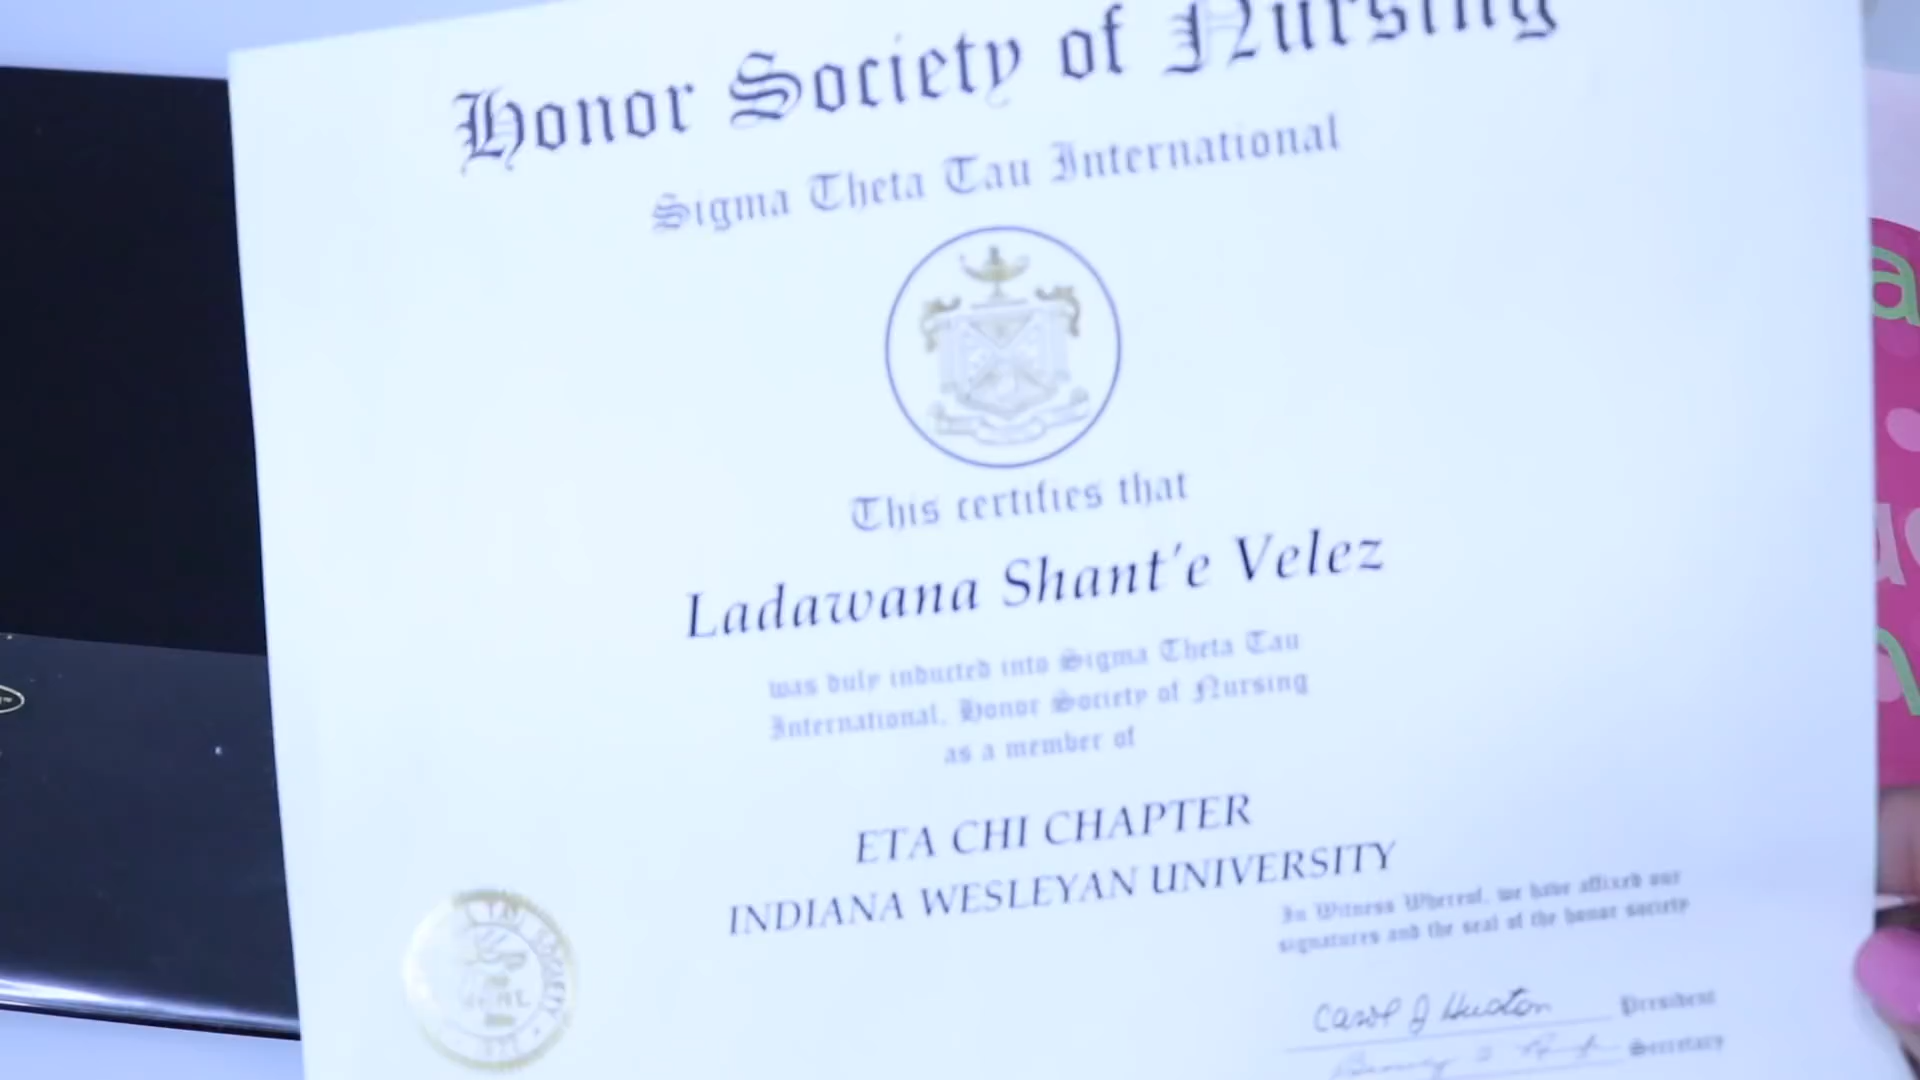 Honor Society of Nursing
Sigma Theta Tau International
This certifies that
Ladawana Shant'e Velez
was duly inducted into Sigma Theta Tau
International, Honor Society of Nursing
as a member of
ETA CHI CHAPTER
INDIANA WESLEYAN UNIVERSITY
In Witness Whereof, we have affixed our
signatures and the seal of the honor society
Carol J Huston President
Secretary